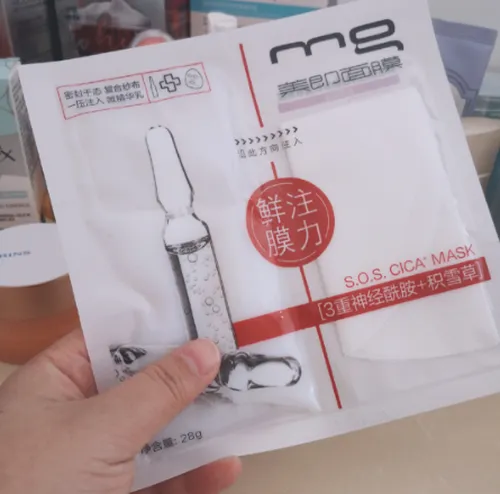 mg
美即面膜
密封干态 复合纱布
一压注入 微精华乳
>>>>>>>>>>
由此方向注入
鲜注
膜力
S.O.S. CICA+ MASK
[3重神经酰胺+积雪草]
净含量: 28g